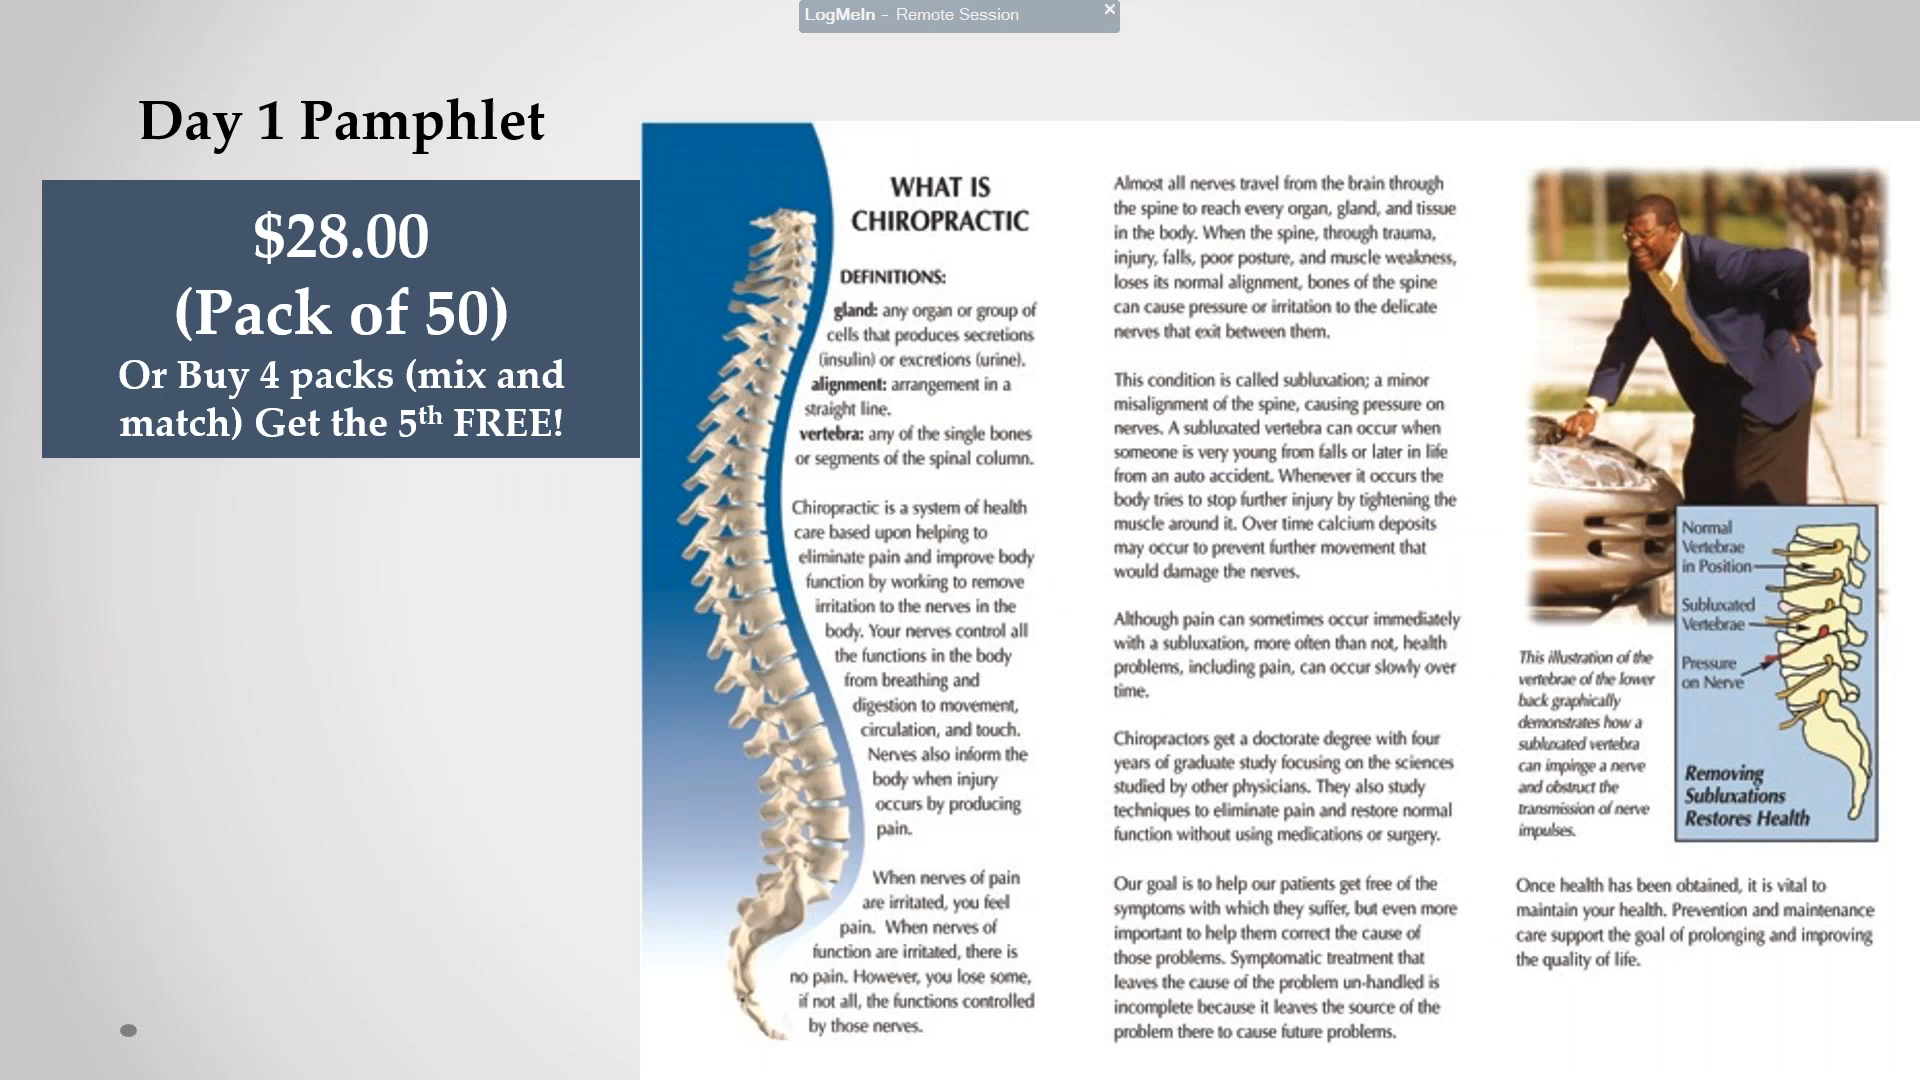 LogMeIn – Remote Session
Day 1 Pamphlet
$28.00
(Pack of 50)
Or Buy 4 packs (mix and
match) Get the 5th FREE!
WHAT IS
CHIROPRACTIC
DEFINITIONS:
gland: any organ or group of
cells that produces secretions
(insulin) or excretions (urine).
alignment: arrangement in a
straight line.
vertebra: any of the single bones
or segments of the spinal column.
Chiropractic is a system of health
care based upon helping to
eliminate pain and improve body
function by working to remove
irritation to the nerves in the
body. Your nerves control all
the functions in the body
from breathing and
digestion to movement,
circulation, and touch.
Nerves also inform the
body when injury
occurs by producing
pain.
When nerves of pain
are irritated, you feel
pain. When nerves of
function are irritated, there is
no pain. However, you lose some,
if not all, the functions controlled
by those nerves.
Almost all nerves travel from the brain through
the spine to reach every organ, gland, and tissue
in the body. When the spine, through trauma,
injury, falls, poor posture, and muscle weakness,
loses its normal alignment, bones of the spine
can cause pressure or irritation to the delicate
nerves that exit between them.
This condition is called subluxation; a minor
misalignment of the spine, causing pressure on
nerves. A subluxated vertebra can occur when
someone is very young from falls or later in life
from an auto accident. Whenever it occurs the
body tries to stop further injury by tightening the
muscle around it. Over time calcium deposits
may occur to prevent further movement that
would damage the nerves.
Although pain can sometimes occur immediately
with a subluxation, more often than not, health
problems, including pain, can occur slowly over
time.
Chiropractors get a doctorate degree with four
years of graduate study focusing on the sciences
studied by other physicians. They also study
techniques to eliminate pain and restore normal
function without using medications or surgery.
Our goal is to help our patients get free of the
symptoms with which they suffer, but even more
important to help them correct the cause of
those problems. Symptomatic treatment that
leaves the cause of the problem un-handled is
incomplete because it leaves the source of the
problem there to cause future problems.
Normal
Vertebrae
in Position
Subluxated
Vertebrae
Pressure
on Nerve
Removing
Subluxations
Restores Health
This illustration of the
vertebrae of the lower
back graphically
demonstrates how a
subluxated vertebra
can impinge a nerve
and obstruct the
transmission of nerve
impulses.
Once health has been obtained, it is vital to
maintain your health. Prevention and maintenance
care support the goal of prolonging and improving
the quality of life.